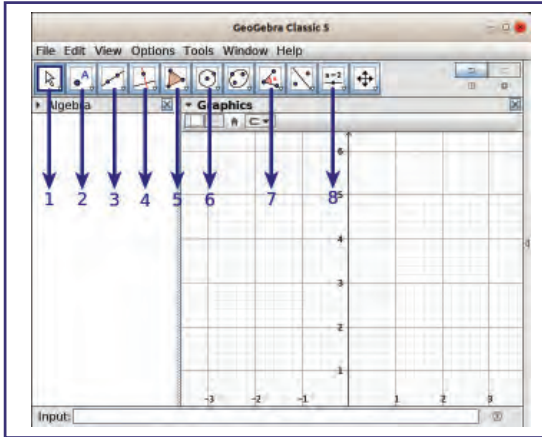 GeoGebra Classic 5
File Edit View Options Tools Window Help
A
a=2
Algebra
Graphics
6
1 2 3 4 5 6 7 8
5
4
3
2
1
-3 -2 -1 1 2 3
Input: